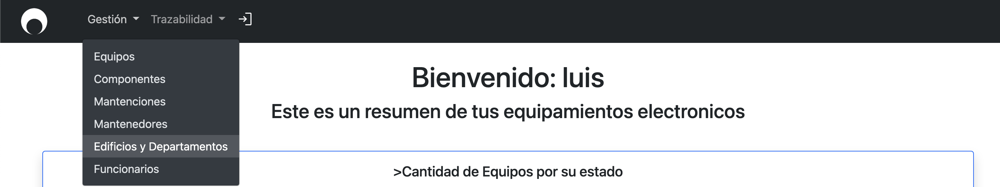 Gestión Trazabilidad
Equipos
Componentes
Mantenciones
Mantenedores
Edificios y Departamentos
Funcionarios
Bienvenido: luis
Este es un resumen de tus equipamientos electronicos
>Cantidad de Equipos por su estado